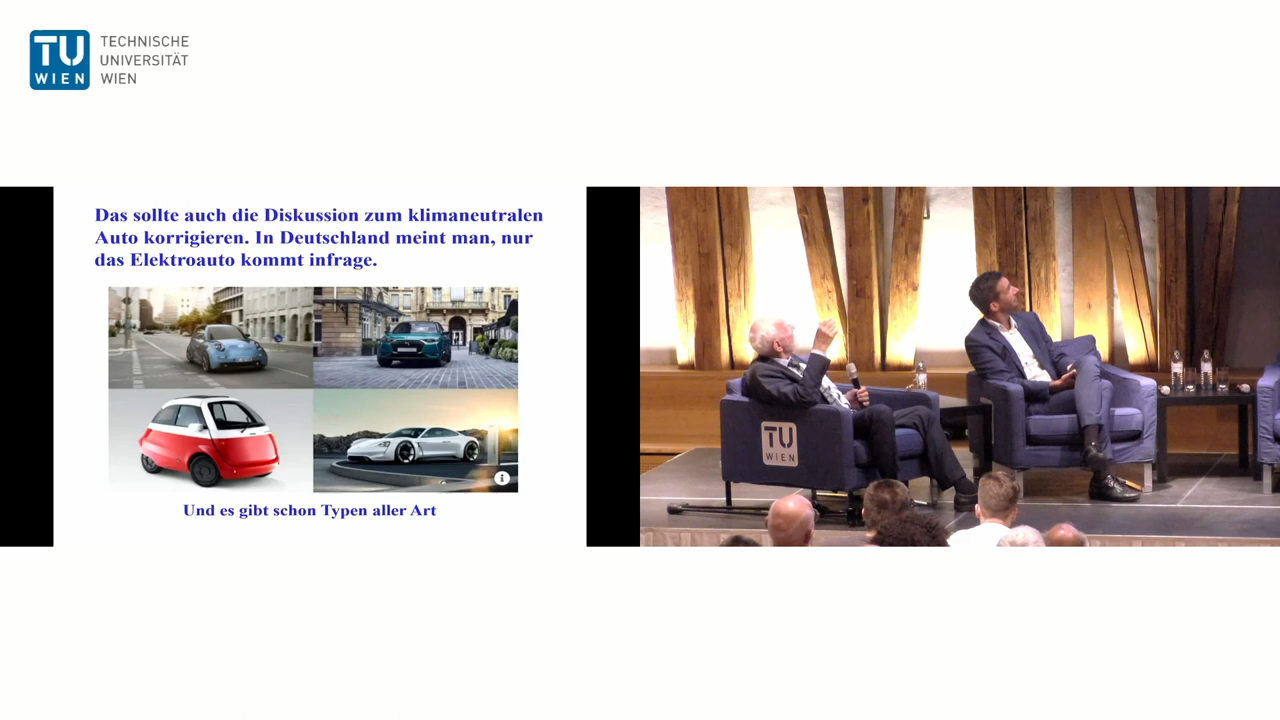 TU
WIEN
TECHNISCHE
UNIVERSITÄT
WIEN
Das sollte auch die Diskussion zum klimaneutralen
Auto korrigieren. In Deutschland meint man, nur
das Elektroauto kommt infrage.
i
Und es gibt schon Typen aller Art
TU
WIEN